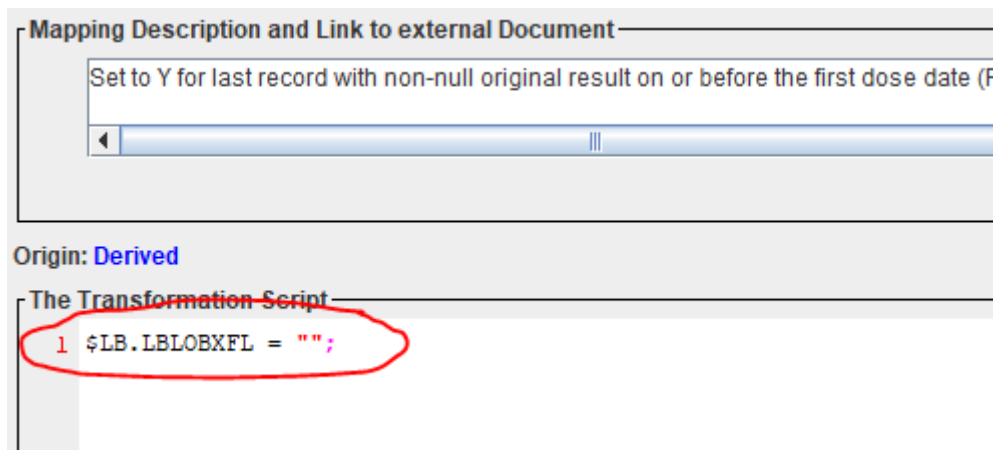 Mapping Description and Link to external Document
Set to Y for last record with non-null original result on or before the first dose date (
Origin: Derived
The Transformation Script
1 $LB.LBLOBXFL = "";